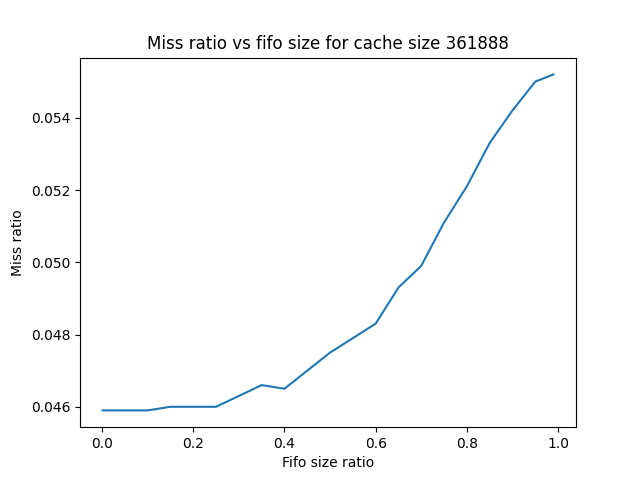 Miss ratio vs fifo size for cache size 361888
0.054
0.052
0.050
0.048
0.046
Miss ratio
0.0 0.2 0.4 0.6 0.8 1.0
Fifo size ratio